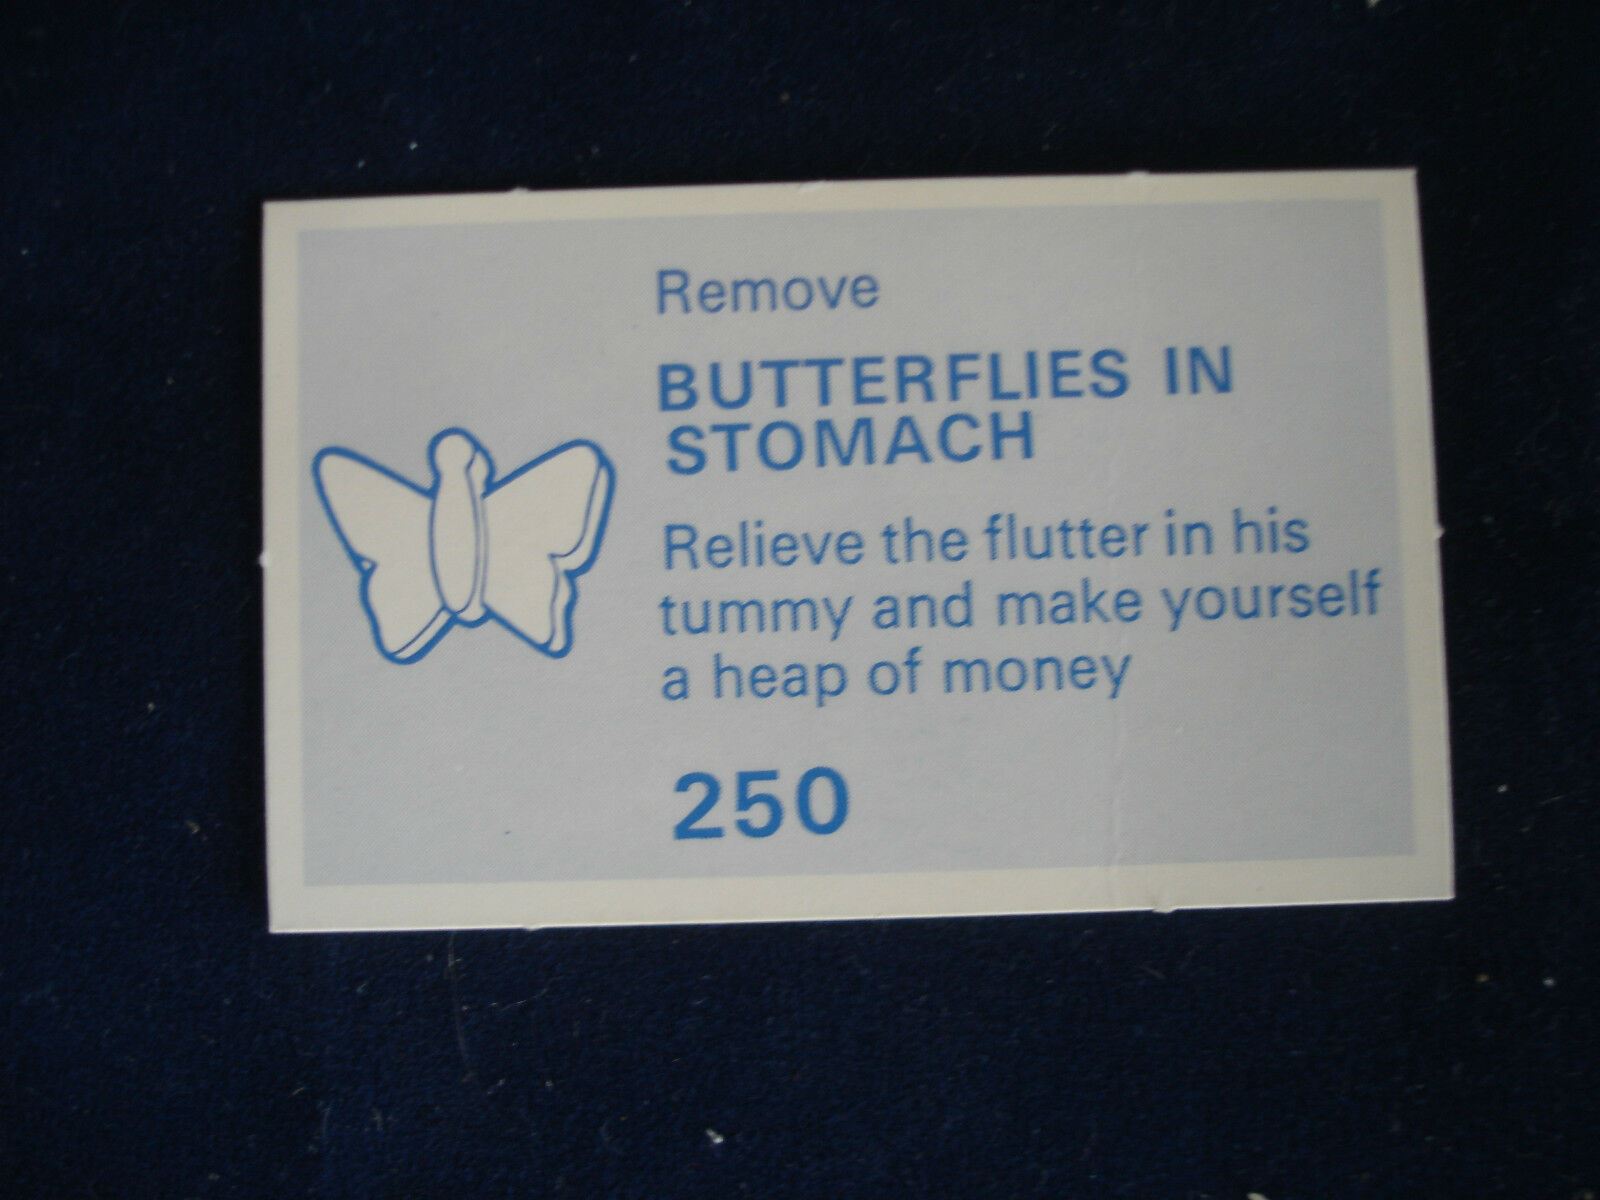 Remove
BUTTERFLIES IN
STOMACH
Relieve the flutter in his
tummy and make yourself
a heap of money
250